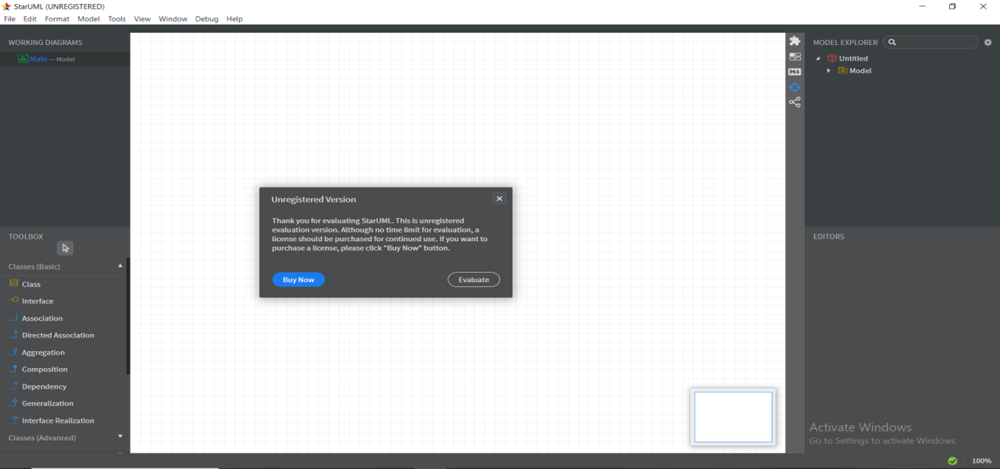 StarUML (UNREGISTERED)
File Edit Format Model Tools View Window Debug Help
WORKING DIAGRAMS
Main — Model
TOOLBOX
Classes (Basic)
Class
Interface
Association
Directed Association
Aggregation
Composition
Dependency
Generalization
Interface Realization
Classes (Advanced)
Unregistered Version
Thank you for evaluating StarUML. This is unregistered
evaluation version. Although no time limit for evaluation, a
license should be purchased for continued use. If you want to
purchase a license, please click "Buy Now" button.
Buy Now Evaluate
M
MODEL EXPLORER
Untitled
Model
EDITORS
Activate Windows
Go to Settings to activate Windows.
100%